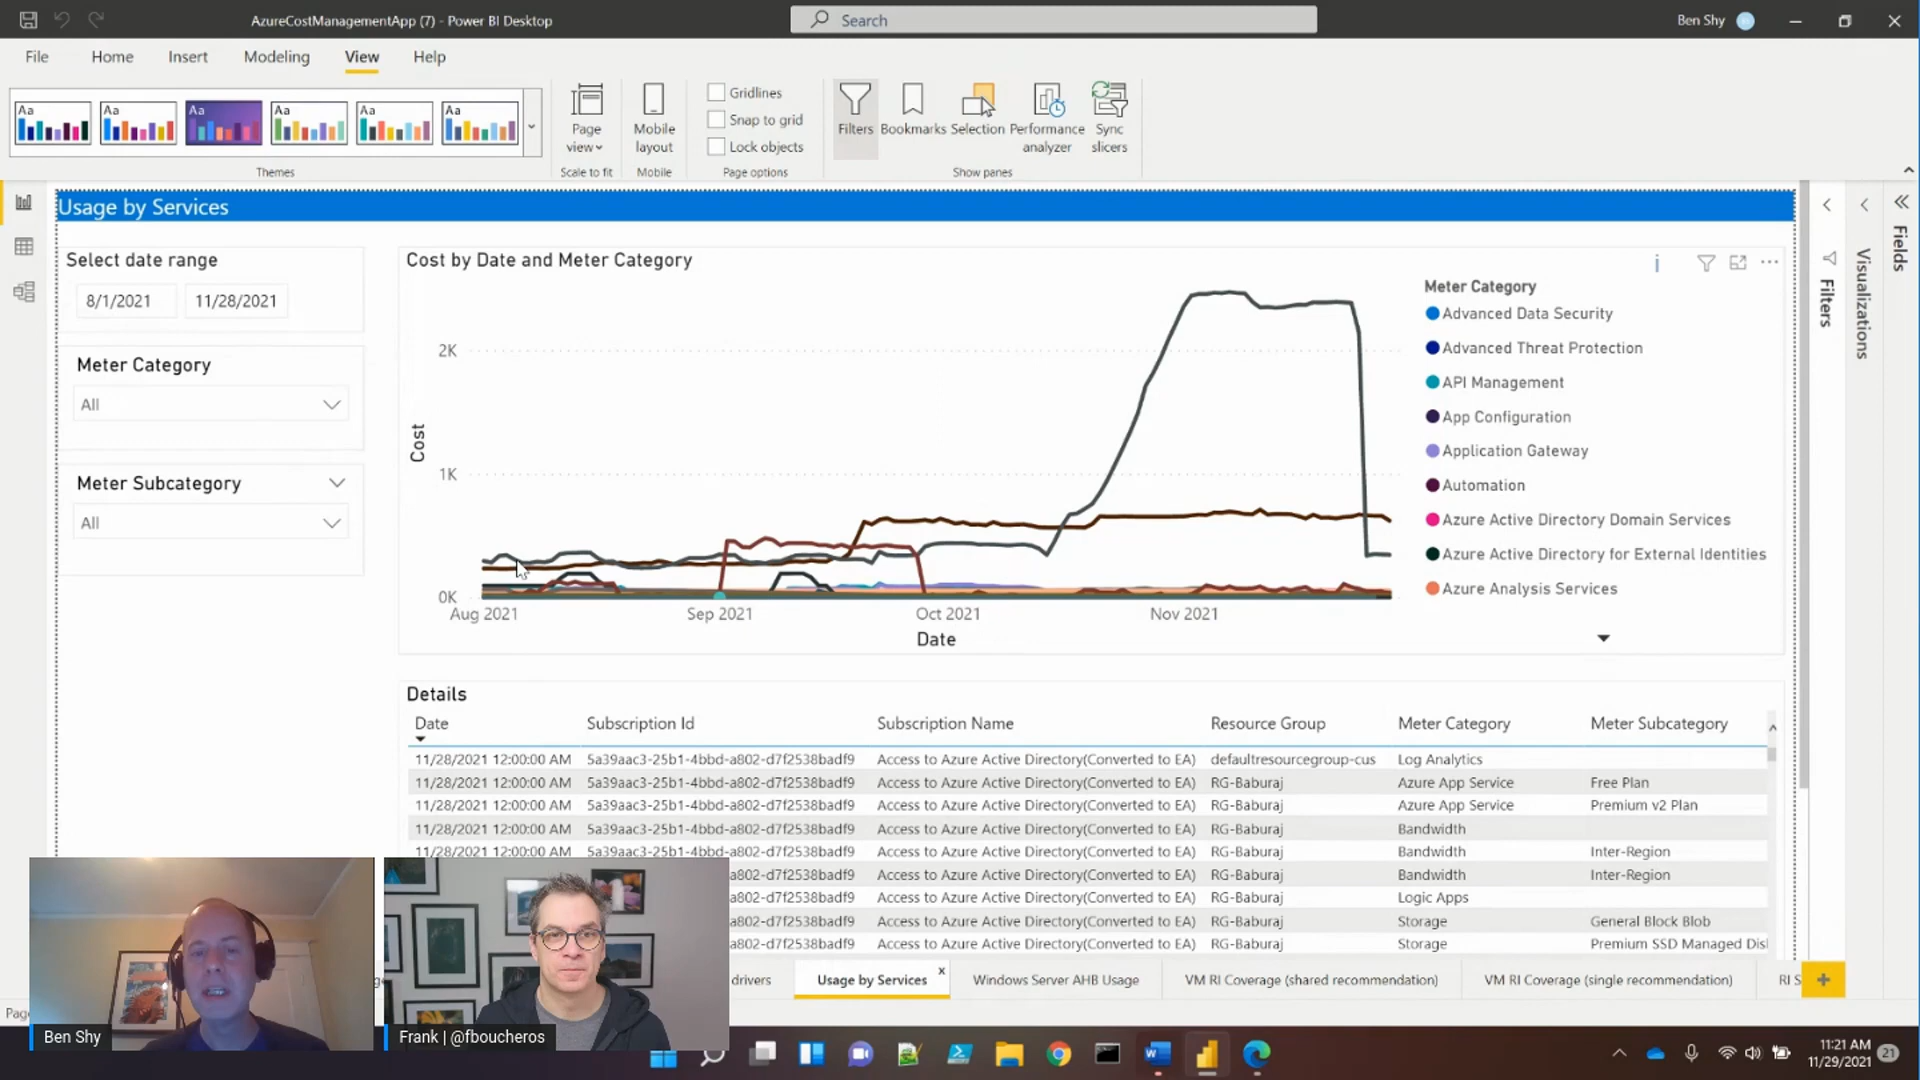 AzureCostManagementApp (7) - Power BI Desktop
Search
Ben Shy
File Home Insert Modeling View Help
Aa Aa Aa Aa Aa Aa
Themes
Page view
Scale to fit
Mobile layout
Mobile
Gridlines
Snap to grid
Lock objects
Page options
Filters
Bookmarks
Selection
Performance analyzer
Sync slicers
Show panes
Usage by Services
Select date range
8/1/2021 11/28/2021
Meter Category
All
Meter Subcategory
All
Cost by Date and Meter Category
Cost
2K
1K
0K
Aug 2021 Sep 2021 Oct 2021 Nov 2021
Date
Meter Category
Advanced Data Security
Advanced Threat Protection
API Management
App Configuration
Application Gateway
Automation
Azure Active Directory Domain Services
Azure Active Directory for External Identities
Azure Analysis Services
Filters
Visualizations
Fields
Details
Date Subscription Id Subscription Name Resource Group Meter Category Meter Subcategory
11/28/2021 12:00:00 AM 5a39aac3-25b1-4bbd-a802-d7f2538badf9 Access to Azure Active Directory(Converted to EA) defaultresourcegroup-cus Log Analytics
11/28/2021 12:00:00 AM 5a39aac3-25b1-4bbd-a802-d7f2538badf9 Access to Azure Active Directory(Converted to EA) RG-Baburaj Azure App Service Free Plan
11/28/2021 12:00:00 AM 5a39aac3-25b1-4bbd-a802-d7f2538badf9 Access to Azure Active Directory(Converted to EA) RG-Baburaj Azure App Service Premium v2 Plan
11/28/2021 12:00:00 AM 5a39aac3-25b1-4bbd-a802-d7f2538badf9 Access to Azure Active Directory(Converted to EA) RG-Baburaj Bandwidth
11/28/2021 12:00:00 AM 5a39aac3-25b1-4bbd-a802-d7f2538badf9 Access to Azure Active Directory(Converted to EA) RG-Baburaj Bandwidth Inter-Region
a802-d7f2538badf9 Access to Azure Active Directory(Converted to EA) RG-Baburaj Bandwidth Inter-Region
a802-d7f2538badf9 Access to Azure Active Directory(Converted to EA) RG-Baburaj Logic Apps
a802-d7f2538badf9 Access to Azure Active Directory(Converted to EA) RG-Baburaj Storage General Block Blob
a802-d7f2538badf9 Access to Azure Active Directory(Converted to EA) RG-Baburaj Storage Premium SSD Managed Dis
drivers Usage by Services x Windows Server AHB Usage VM RI Coverage (shared recommendation) VM RI Coverage (single recommendation) RI S
Pag
Ben Shy
Frank | @fboucheros
11:21 AM
11/29/2021
21